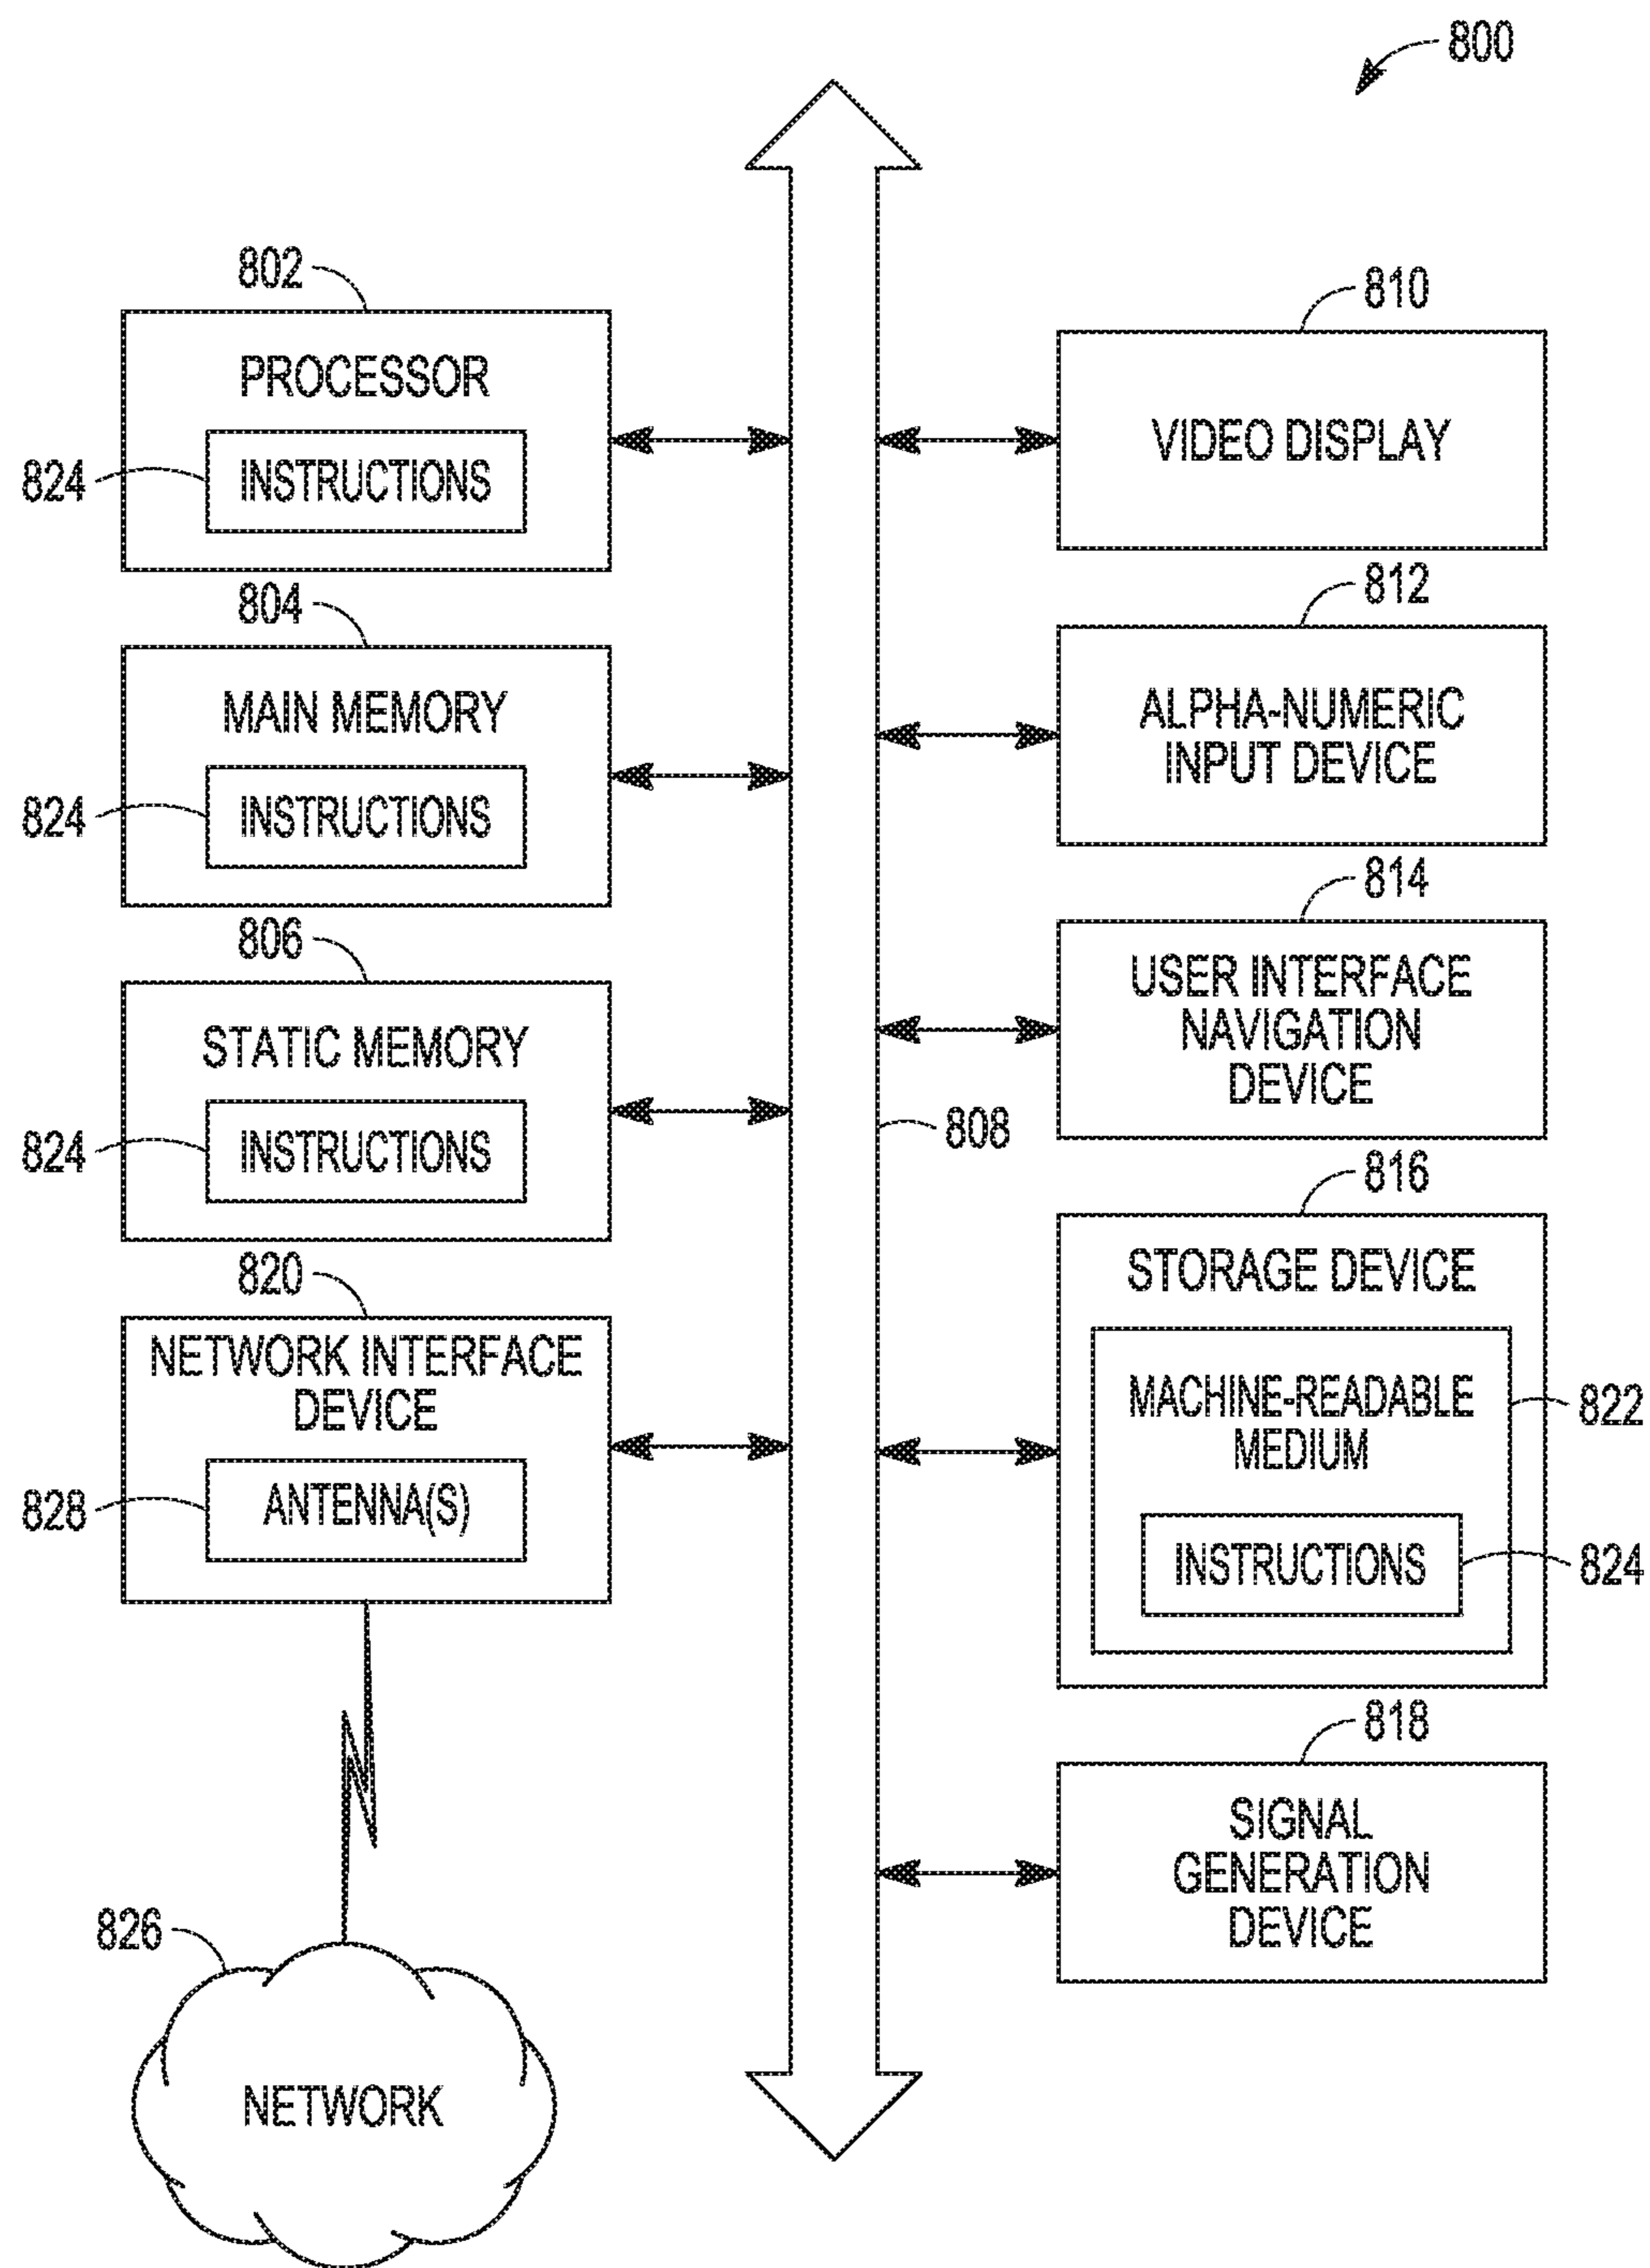 800
802
PROCESSOR
824
INSTRUCTIONS
804
MAIN MEMORY
824
INSTRUCTIONS
806
STATIC MEMORY
824
INSTRUCTIONS
820
NETWORK INTERFACE
DEVICE
828
ANTENNA(S)
826
NETWORK
808
810
VIDEO DISPLAY
812
ALPHA-NUMERIC
INPUT DEVICE
814
USER INTERFACE
NAVIGATION
DEVICE
816
STORAGE DEVICE
MACHINE-READABLE
MEDIUM
822
INSTRUCTIONS
824
818
SIGNAL
GENERATION
DEVICE